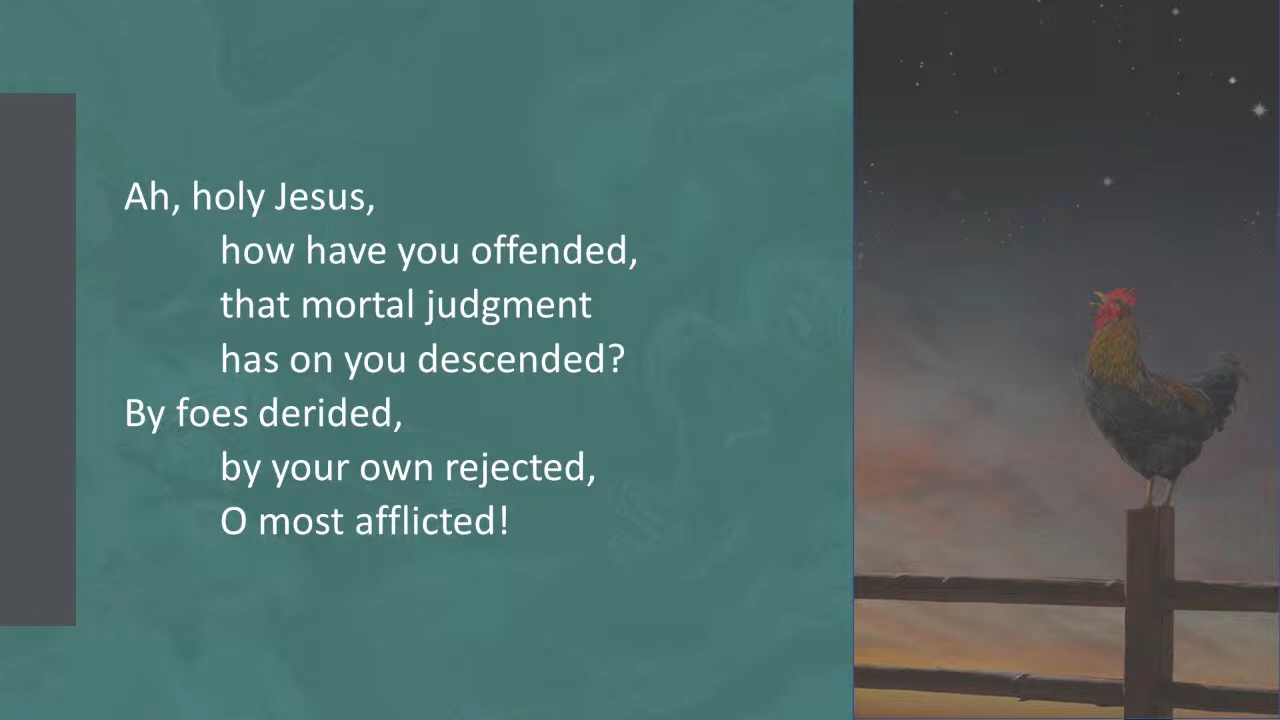 Ah, holy Jesus,
how have you offended,
that mortal judgment
has on you descended?
By foes derided,
by your own rejected,
O most afflicted!